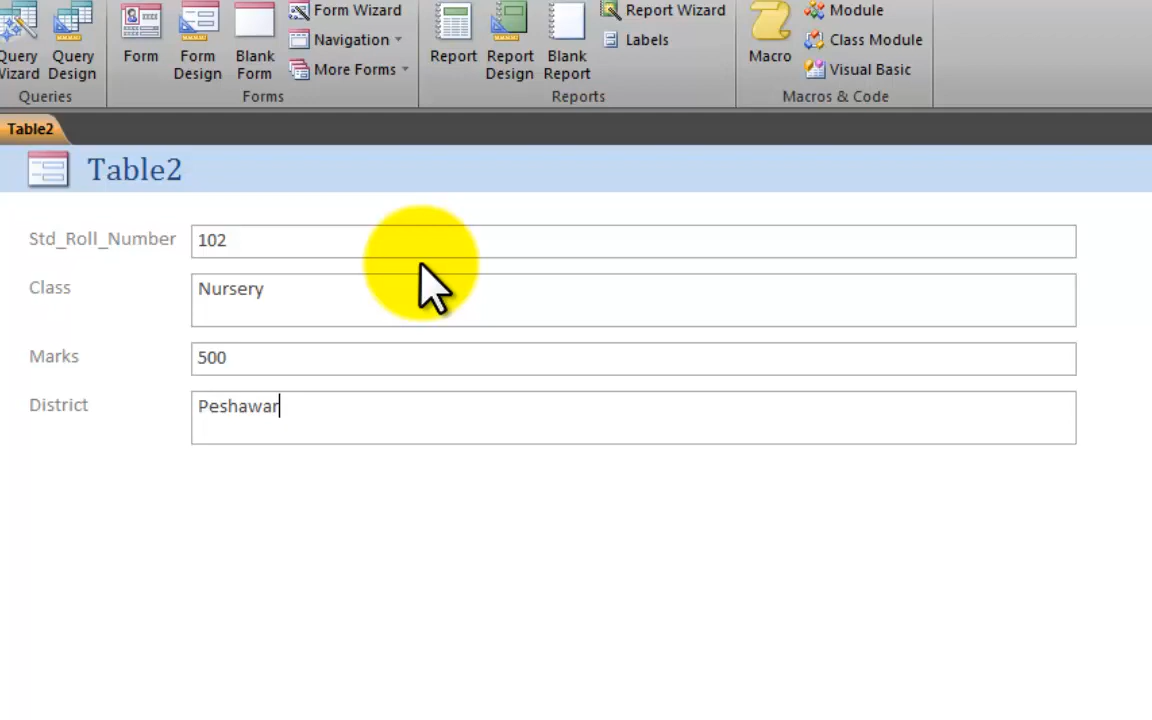 Query Wizard
Query Design
Form
Form Design
Blank Form
Form Wizard
Navigation
More Forms
Report
Report Design
Blank Report
Report Wizard
Labels
Macro
Module
Class Module
Visual Basic
Queries
Forms
Reports
Macros & Code
Table2
Table2
Std_Roll_Number 102
Class Nursery
Marks 500
District Peshawar